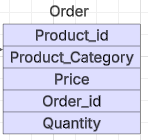 Order
Product_id
Product_Category
Price
Order_id
Quantity